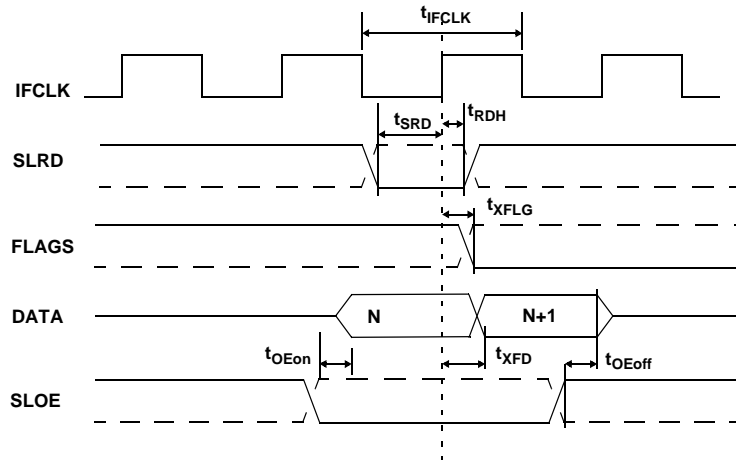 tIFCLK
IFCLK
tSRD
tRDH
SLRD
tXFLG
FLAGS
DATA
N
N+1
tOEon
tXFD
tOEoff
SLOE